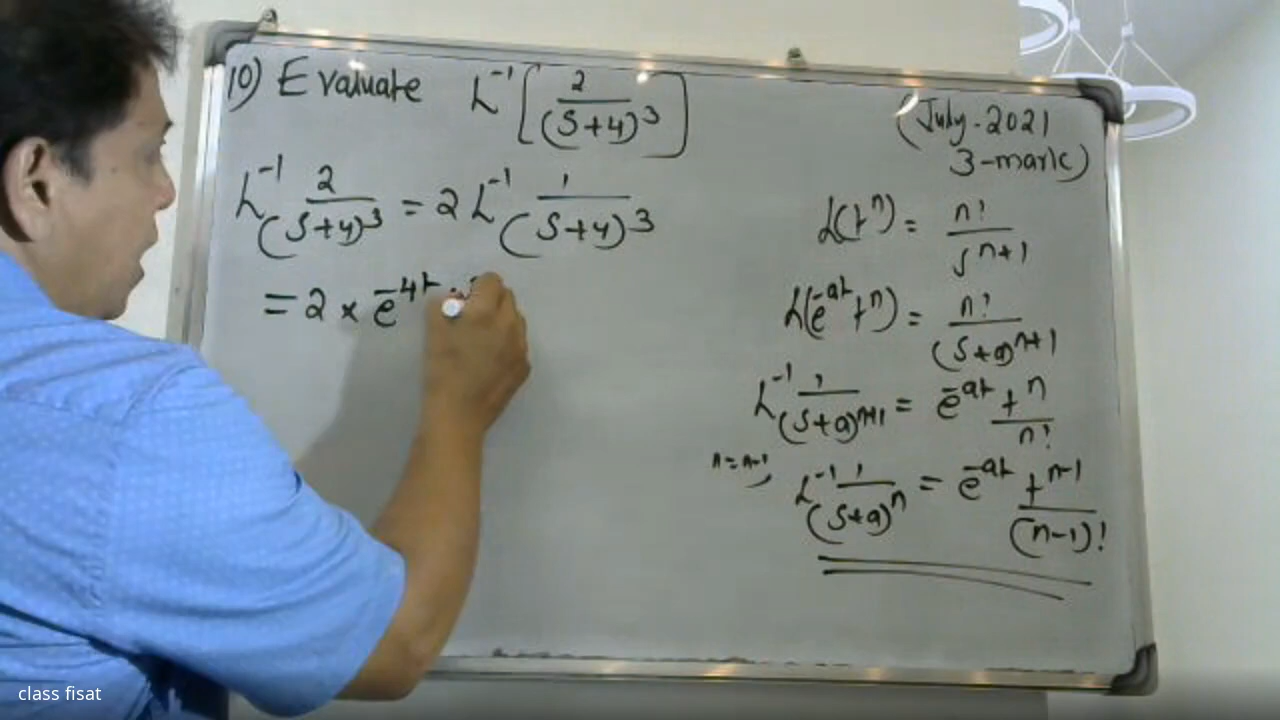 10) Evaluate L⁻¹[2/(s+4)³]
(July-2021
3-mark)
L⁻¹ 2/(s+4)³ = 2 L⁻¹ 1/(s+4)³
= 2 × e⁻⁴ᵗ
L(tⁿ) = n!/sⁿ⁺¹
L(e⁻ᵃᵗ tⁿ) = n!/(s+a)ⁿ⁺¹
L⁻¹ 1/(s+a)ⁿ⁺¹ = e⁻ᵃᵗ tⁿ/n!
n=n-1, L⁻¹ 1/(s+a)ⁿ = e⁻ᵃᵗ tⁿ⁻¹/(n-1)!
class fisat